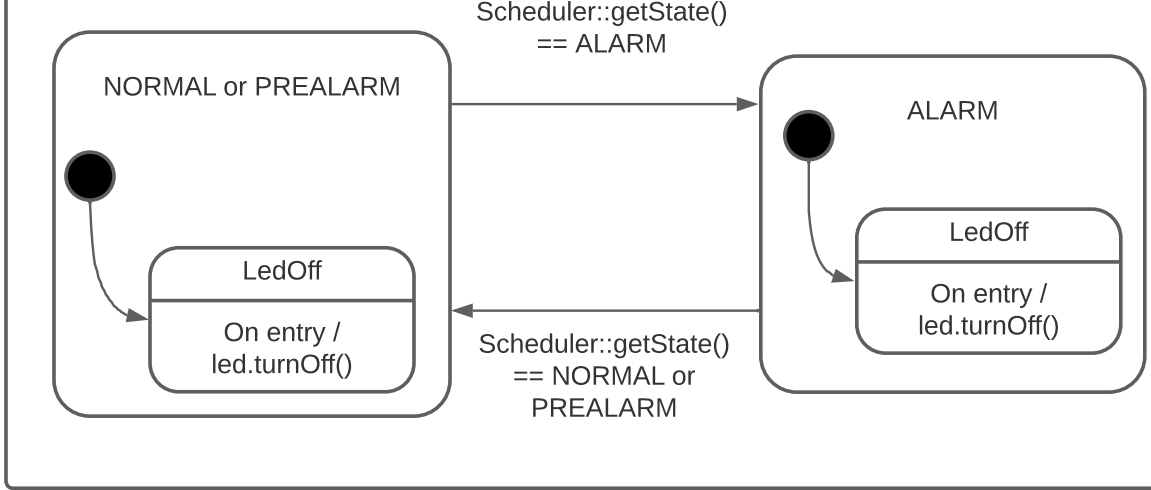 Scheduler::getState()
== ALARM
NORMAL or PREALARM
ALARM
LedOff
On entry /
led.turnOff()
LedOff
On entry /
led.turnOff()
Scheduler::getState()
== NORMAL or
PREALARM